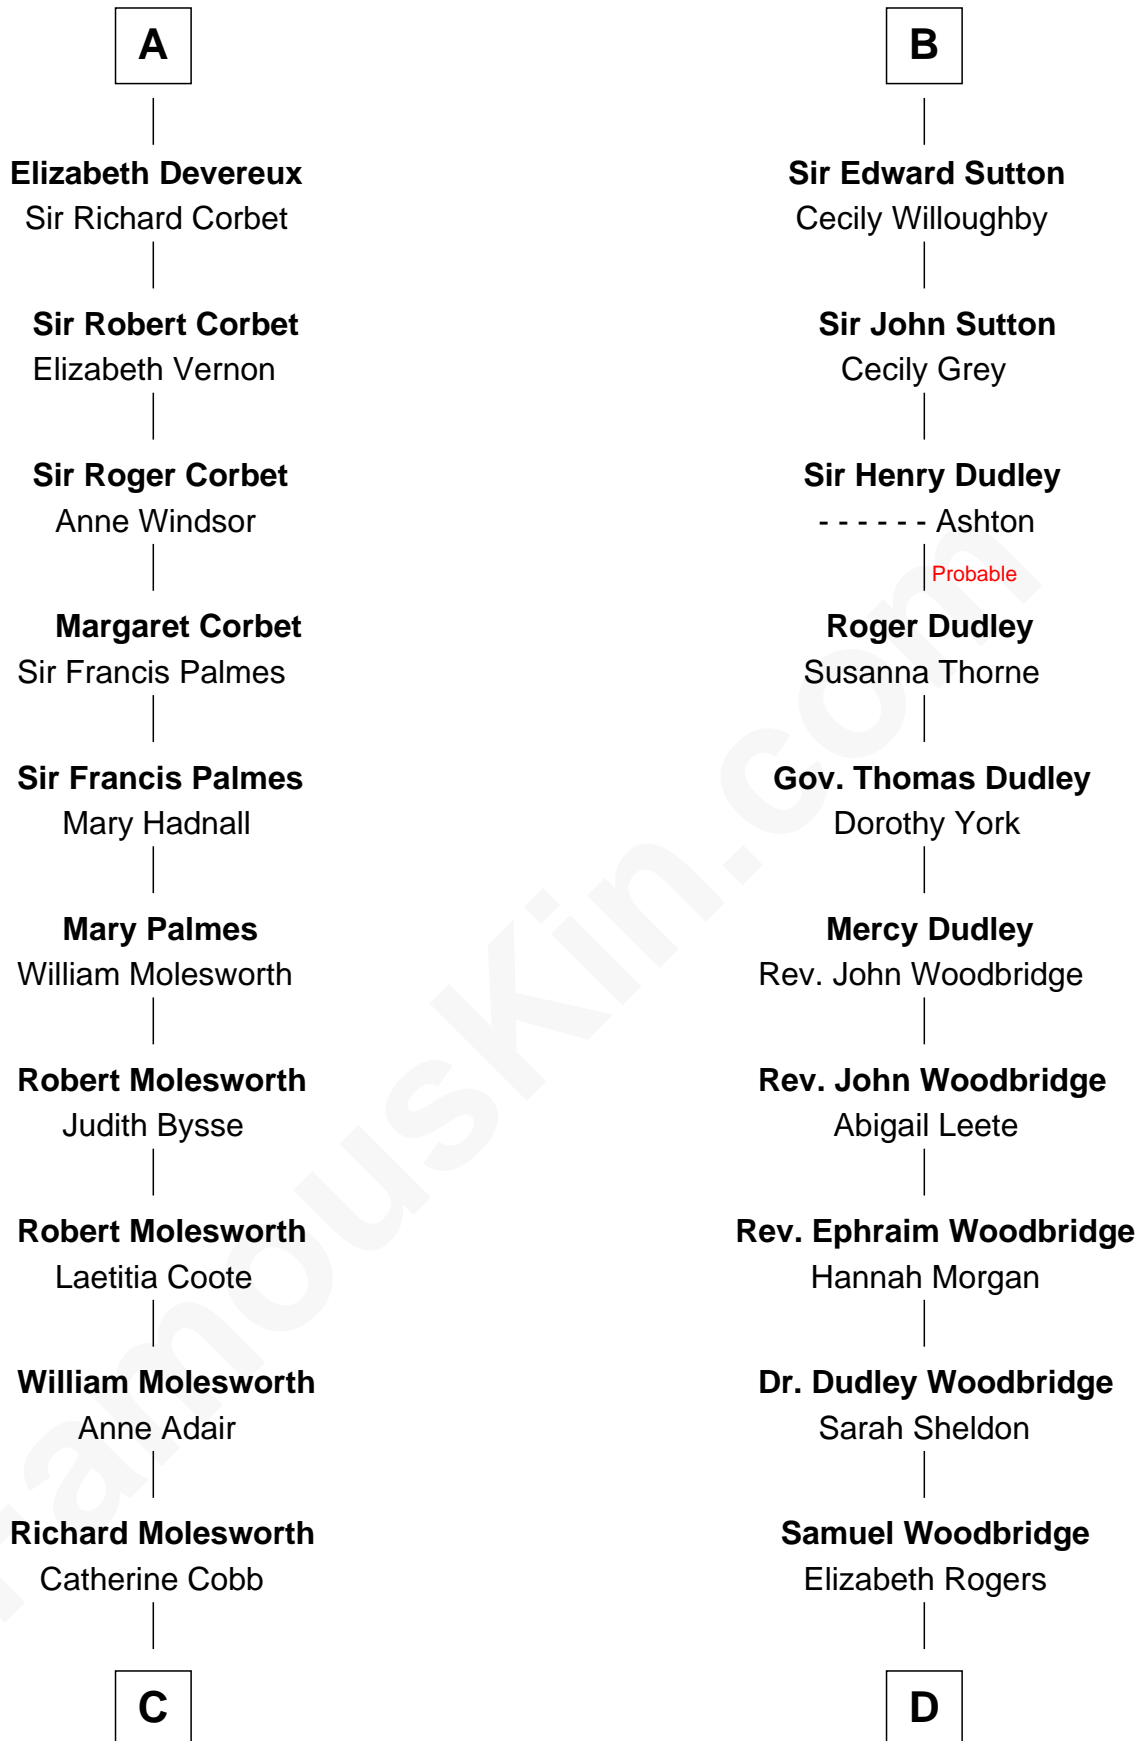 A
Elizabeth Devereux
Sir Richard Corbet
Sir Robert Corbet
Elizabeth Vernon
Sir Roger Corbet
Anne Windsor
Margaret Corbet
Sir Francis Palmes
Sir Francis Palmes
Mary Hadnall
Mary Palmes
William Molesworth
Robert Molesworth
Judith Bysse
Robert Molesworth
Laetitia Coote
William Molesworth
Anne Adair
Richard Molesworth
Catherine Cobb
C
B
Sir Edward Sutton
Cecily Willoughby
Sir John Sutton
Cecily Grey
Sir Henry Dudley
- - - - - - Ashton
Probable
Roger Dudley
Susanna Thorne
Gov. Thomas Dudley
Dorothy York
Mercy Dudley
Rev. John Woodbridge
Rev. John Woodbridge
Abigail Leete
Rev. Ephraim Woodbridge
Hannah Morgan
Dr. Dudley Woodbridge
Sarah Sheldon
Samuel Woodbridge
Elizabeth Rogers
D
FamousKin.com